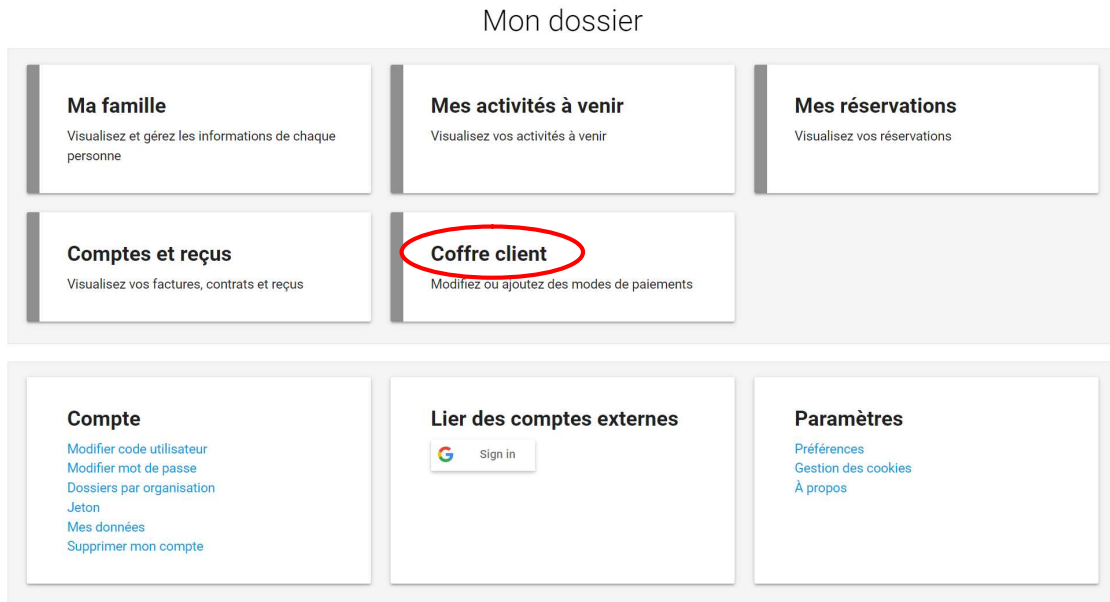 Mon dossier
Ma famille
Visualisez et gérez les informations de chaque
personne
Mes activités à venir
Visualisez vos activités à venir
Mes réservations
Visualisez vos réservations
Comptes et reçus
Visualisez vos factures, contrats et reçus
Coffre client
Modifiez ou ajoutez des modes de paiements
Compte
Modifier code utilisateur
Modifier mot de passe
Dossiers par organisation
Jeton
Mes données
Supprimer mon compte
Lier des comptes externes
Sign in
Paramètres
Préférences
Gestion des cookies
À propos